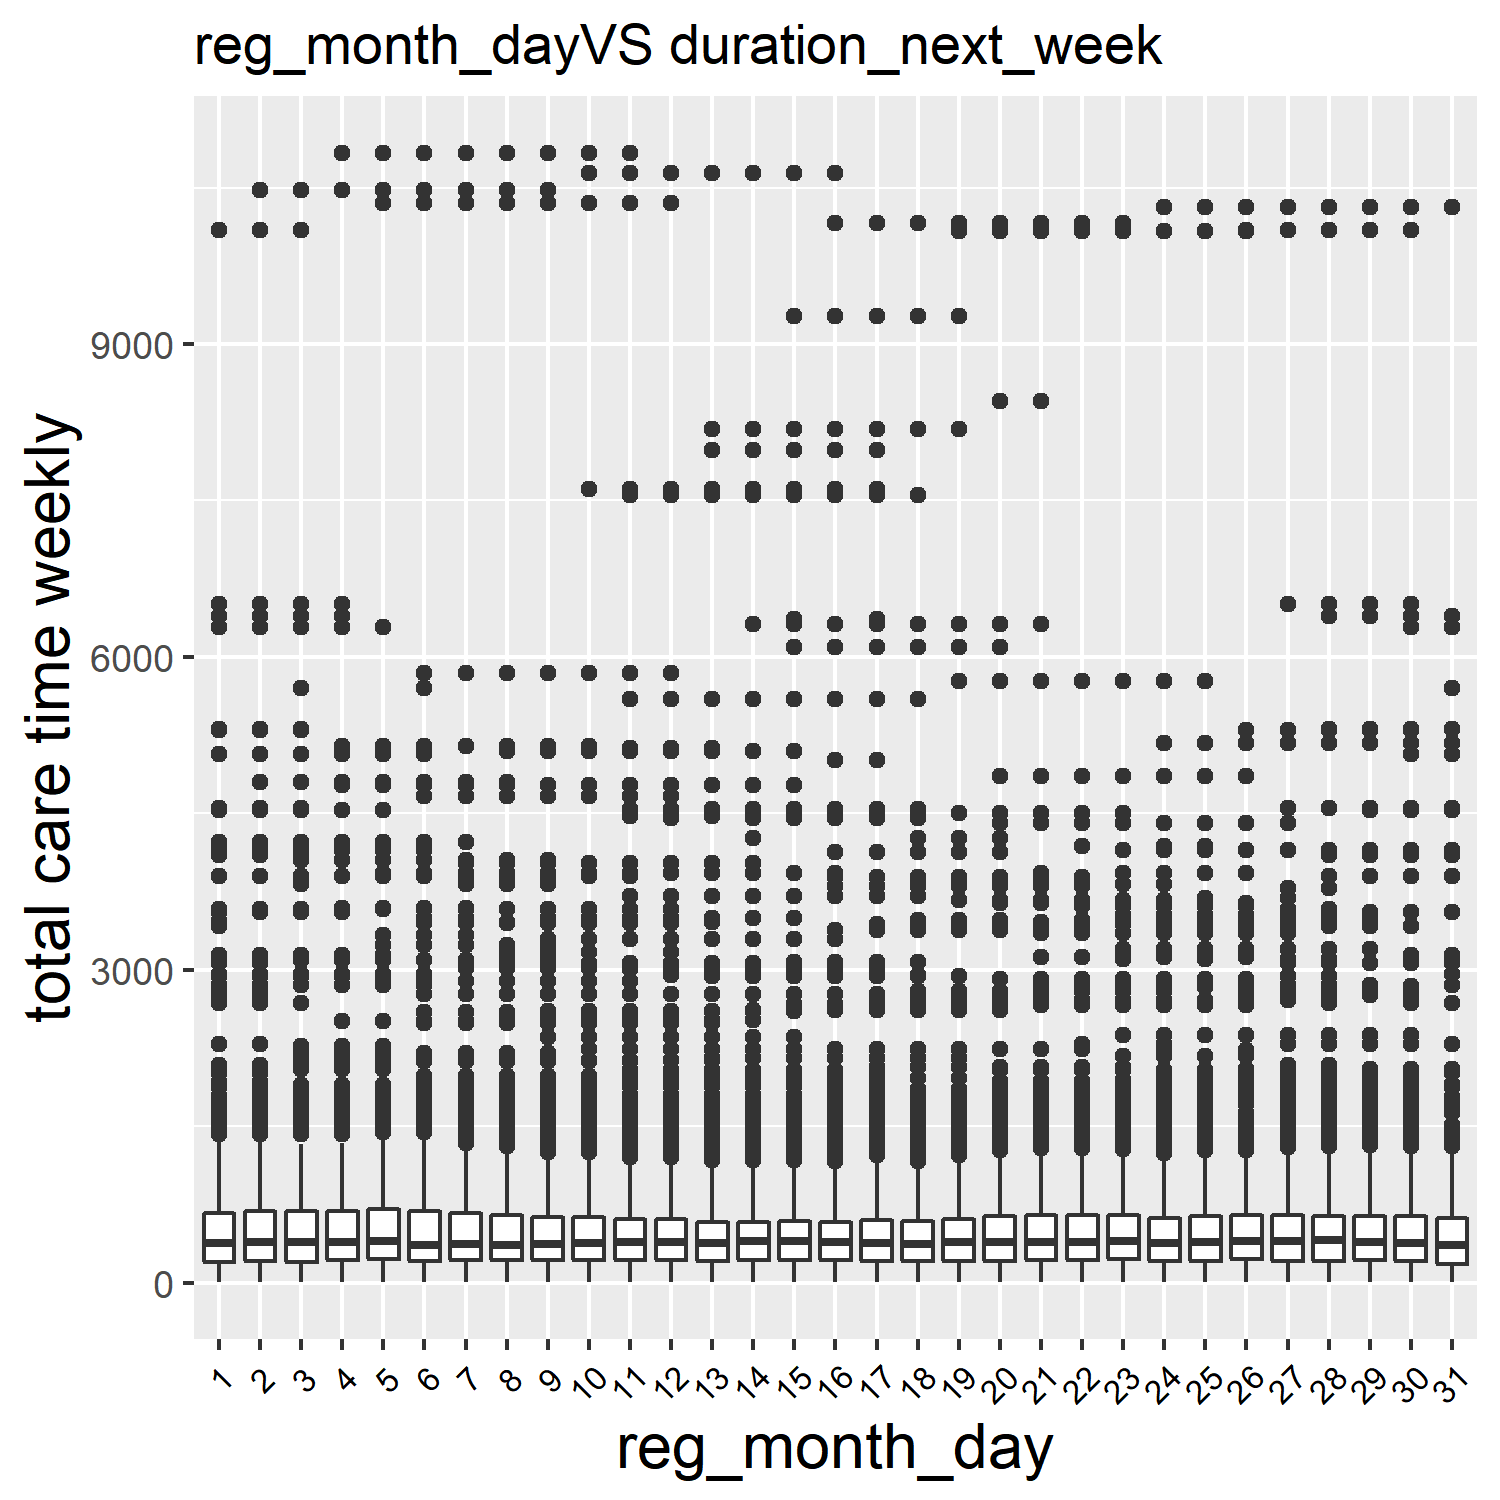 reg_month_dayVS duration_next_week
total care time weekly
9000
6000
3000
0
1 2 3 4 5 6 7 8 9 10 11 12 13 14 15 16 17 18 19 20 21 22 23 24 25 26 27 28 29 30 31
reg_month_day